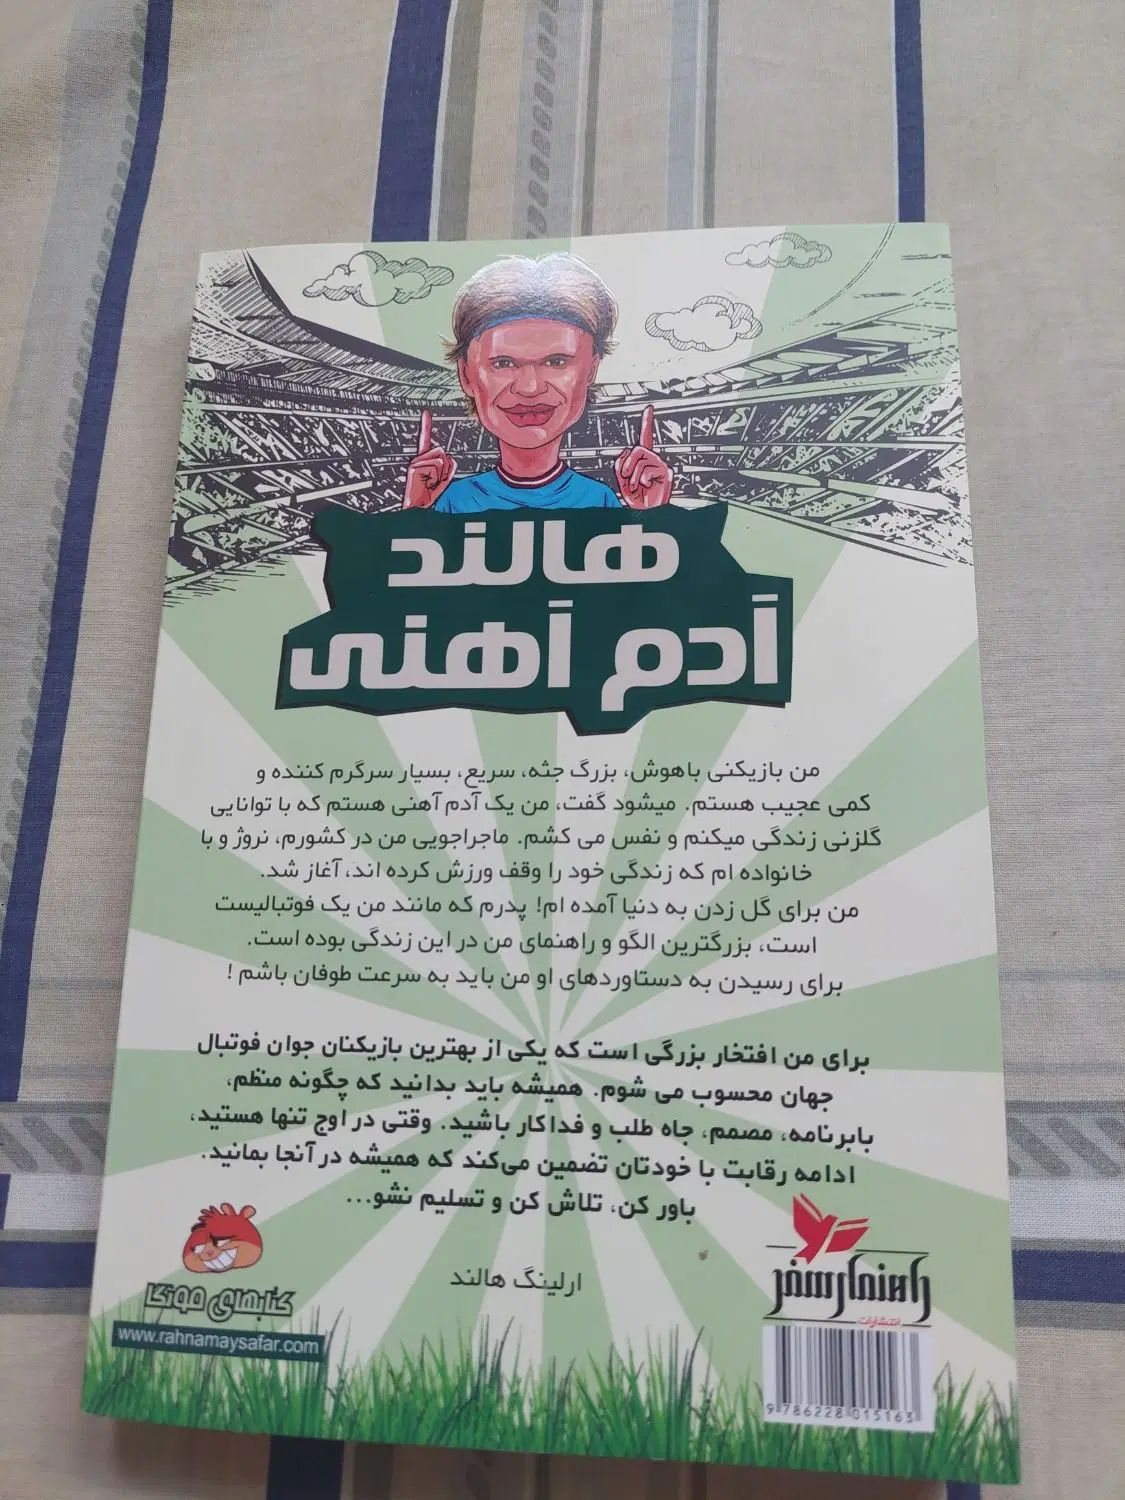 هالند
آدم آهنی
من بازیکنی باهوش، بزرگ جثه، سریع، بسیار سرگرم کننده و
کمی عجیب هستم. میشود گفت، من یک آدم آهنی هستم که با توانایی
گلزنی زندگی میکنم و نفس می کشم. ماجراجویی من در کشورم، نروژ و با
خانواده ام که زندگی خود را وقف ورزش کرده اند، آغاز شد.
من برای گل زدن به دنیا آمده ام! پدرم که مانند من یک فوتبالیست
است، بزرگترین الگو و راهنمای من در این زندگی بوده است.
برای رسیدن به دستاوردهای او من باید به سرعت طوفان باشم !
برای من افتخار بزرگی است که یکی از بهترین بازیکنان جوان فوتبال
جهان محسوب می شوم. همیشه باید بدانید که چگونه منظم،
بابرنامه، مصمم، جاه طلب و فداکار باشید. وقتی در اوج تنها هستید،
ادامه رقابت با خودتان تضمین می‌کند که همیشه در آنجا بمانید.
باور کن، تلاش کن و تسلیم نشو...
ارلینگ هالند
راهنمای سفر
انتشارات
کتابهای مونکا
www.rahnamaysafar.com
9 786228 015163